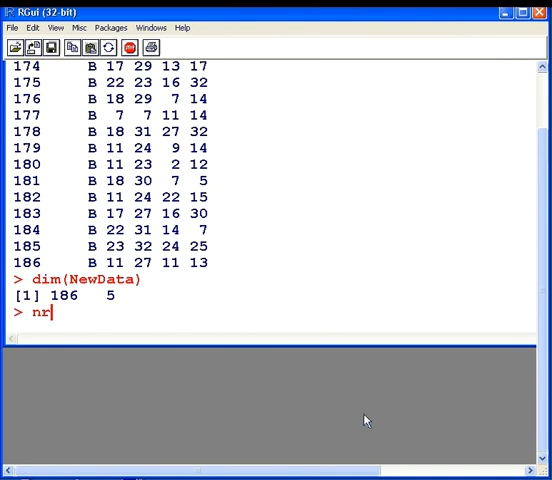 RGui (32-bit)
File Edit View Misc Packages Windows Help
174 B 17 29 13 17
175 B 22 23 16 32
176 B 18 29 7 14
177 B 7 7 11 14
178 B 18 31 27 32
179 B 11 24 9 14
180 B 11 23 2 12
181 B 18 30 7 5
182 B 11 24 22 15
183 B 17 27 16 30
184 B 22 31 14 7
185 B 23 32 24 25
186 B 11 27 11 13
> dim(NewData)
[1] 186 5
> nr